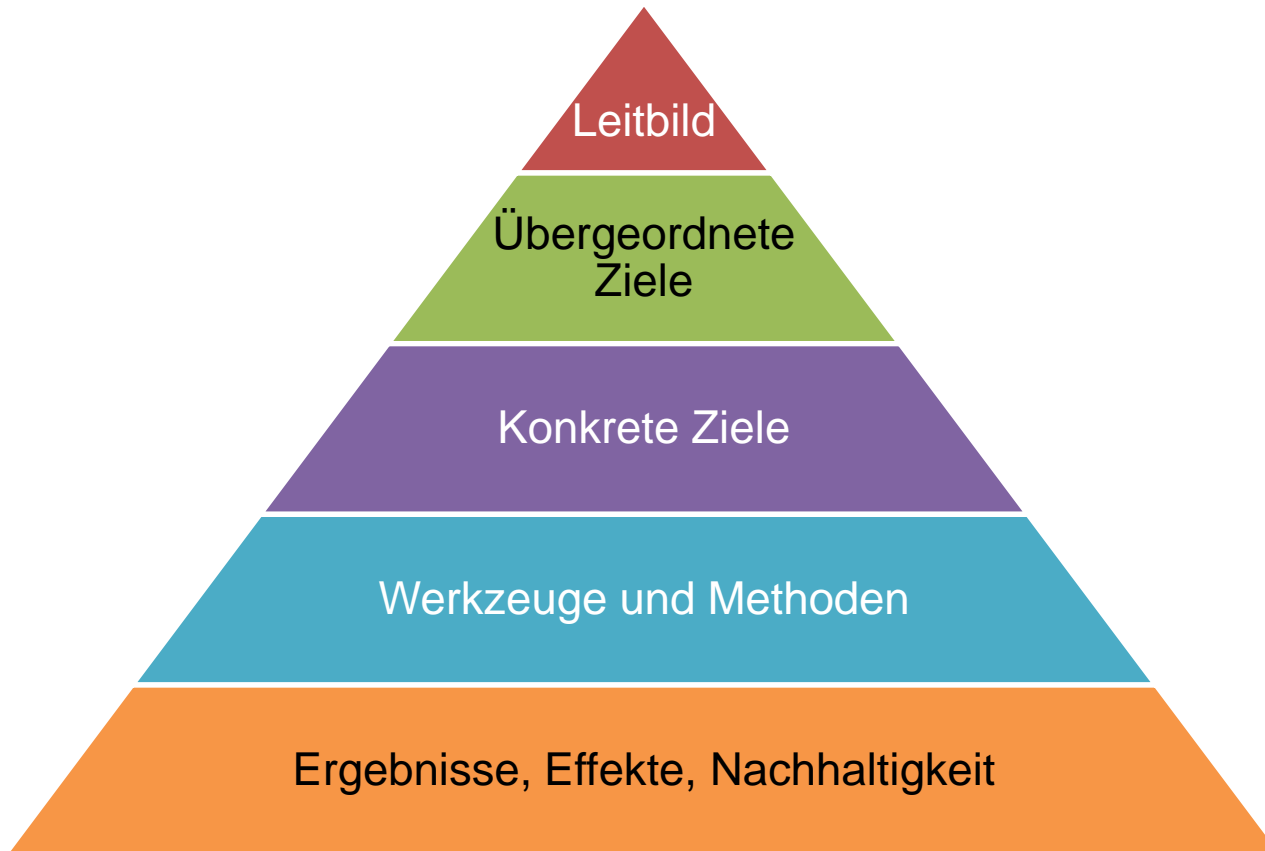 Leitbild
Übergeordnete
Ziele
Konkrete Ziele
Werkzeuge und Methoden
Ergebnisse, Effekte, Nachhaltigkeit